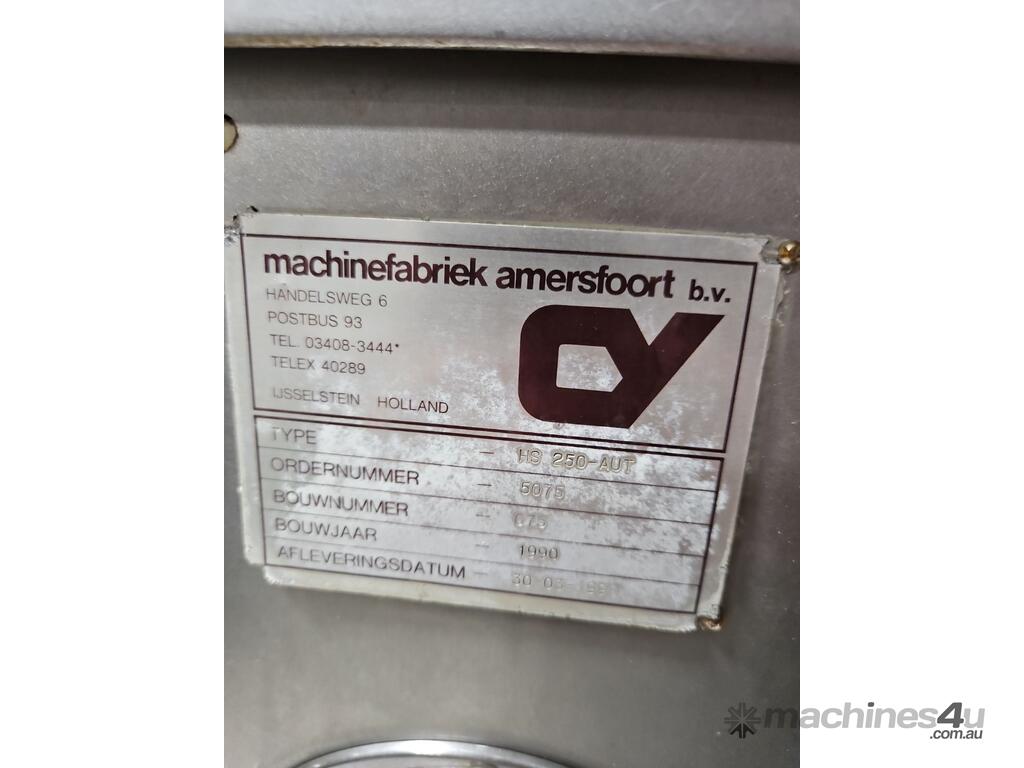 machinefabriek amersfoort b.v.
HANDELSWEG 6
POSTBUS 93
TEL. 03408-3444*
TELEX 40289
IJSSELSTEIN HOLLAND
TYPE - HS 250-AUT
ORDERNUMMER - 5075
BOUWNUMMER -
BOUWJAAR - 1990
AFLEVERINGSDATUM -
machines4u
.com.au